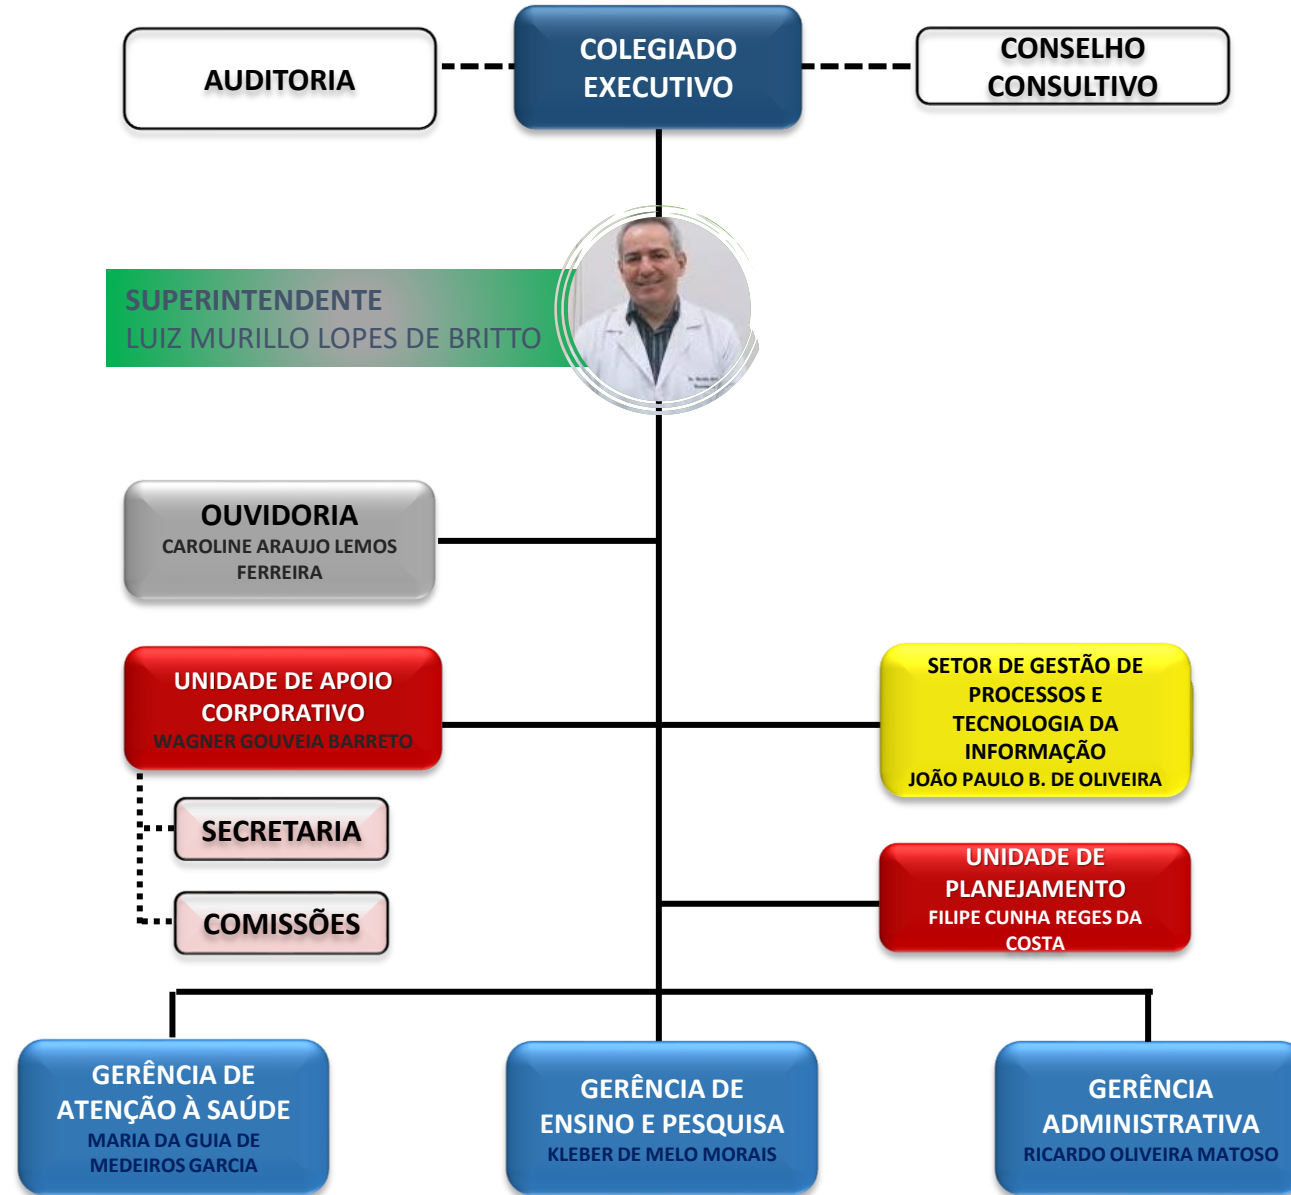 AUDITORIA
COLEGIADO
EXECUTIVO
CONSELHO
CONSULTIVO
SUPERINTENDENTE
LUIZ MURILLO LOPES DE BRITTO
OUVIDORIA
CAROLINE ARAUJO LEMOS
FERREIRA
UNIDADE DE APOIO
CORPORATIVO
WAGNER GOUVEIA BARRETO
SECRETARIA
COMISSÕES
SETOR DE GESTÃO DE
PROCESSOS E
TECNOLOGIA DA
INFORMAÇÃO
JOÃO PAULO B. DE OLIVEIRA
UNIDADE DE
PLANEJAMENTO
FILIPE CUNHA REGES DA
COSTA
GERÊNCIA DE
ATENÇÃO À SAÚDE
MARIA DA GUIA DE
MEDEIROS GARCIA
GERÊNCIA DE
ENSINO E PESQUISA
KLEBER DE MELO MORAIS
GERÊNCIA
ADMINISTRATIVA
RICARDO OLIVEIRA MATOSO